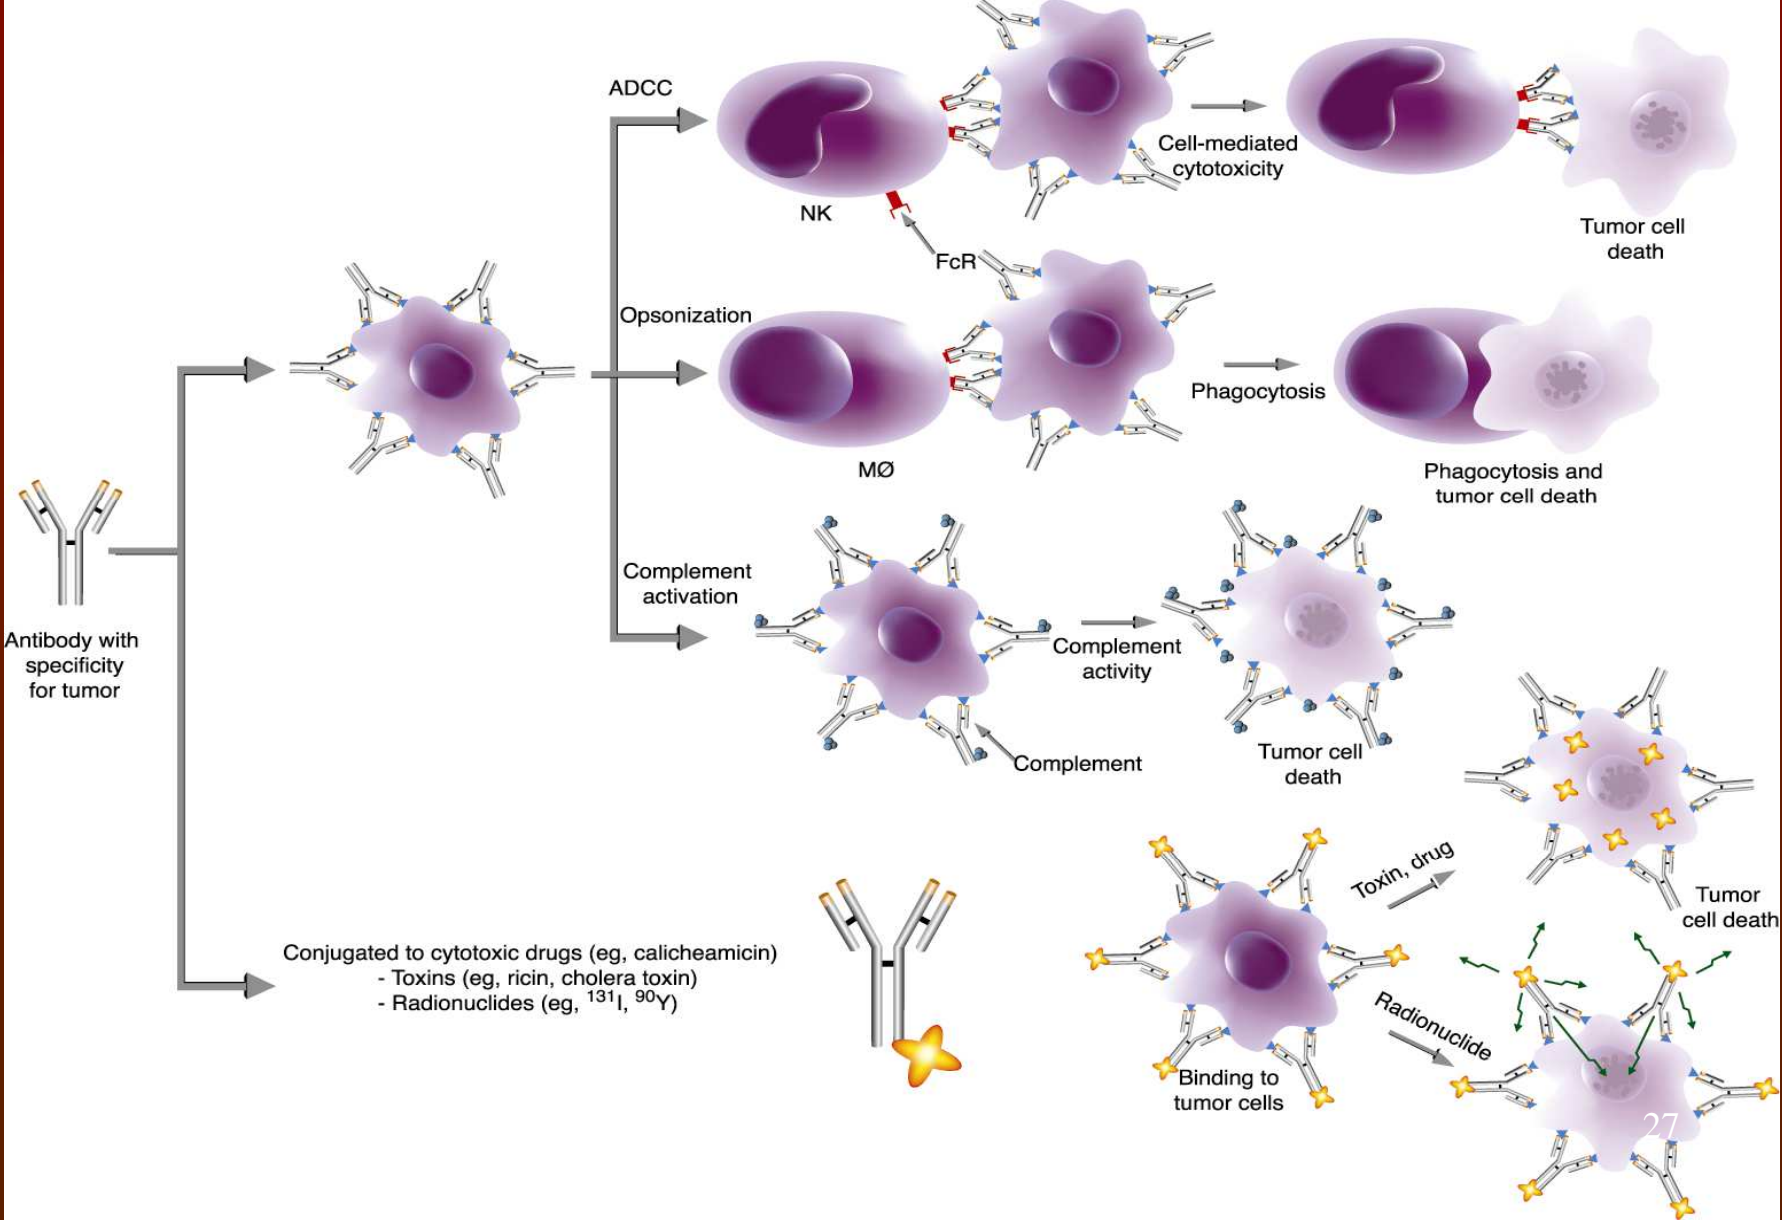 ADCC
NK
FcR
Cell-mediated
cytotoxicity
Tumor cell
death
Opsonization
MØ
Phagocytosis
Phagocytosis and
tumor cell death
Antibody with
specificity
for tumor
Complement
activation
Complement
Complement
activity
Tumor cell
death
Conjugated to cytotoxic drugs (eg, calicheamicin)
- Toxins (eg, ricin, cholera toxin)
- Radionuclides (eg, ¹³¹I, ⁹⁰Y)
Binding to
tumor cells
Toxin, drug
Radionuclide
Tumor
cell death
27